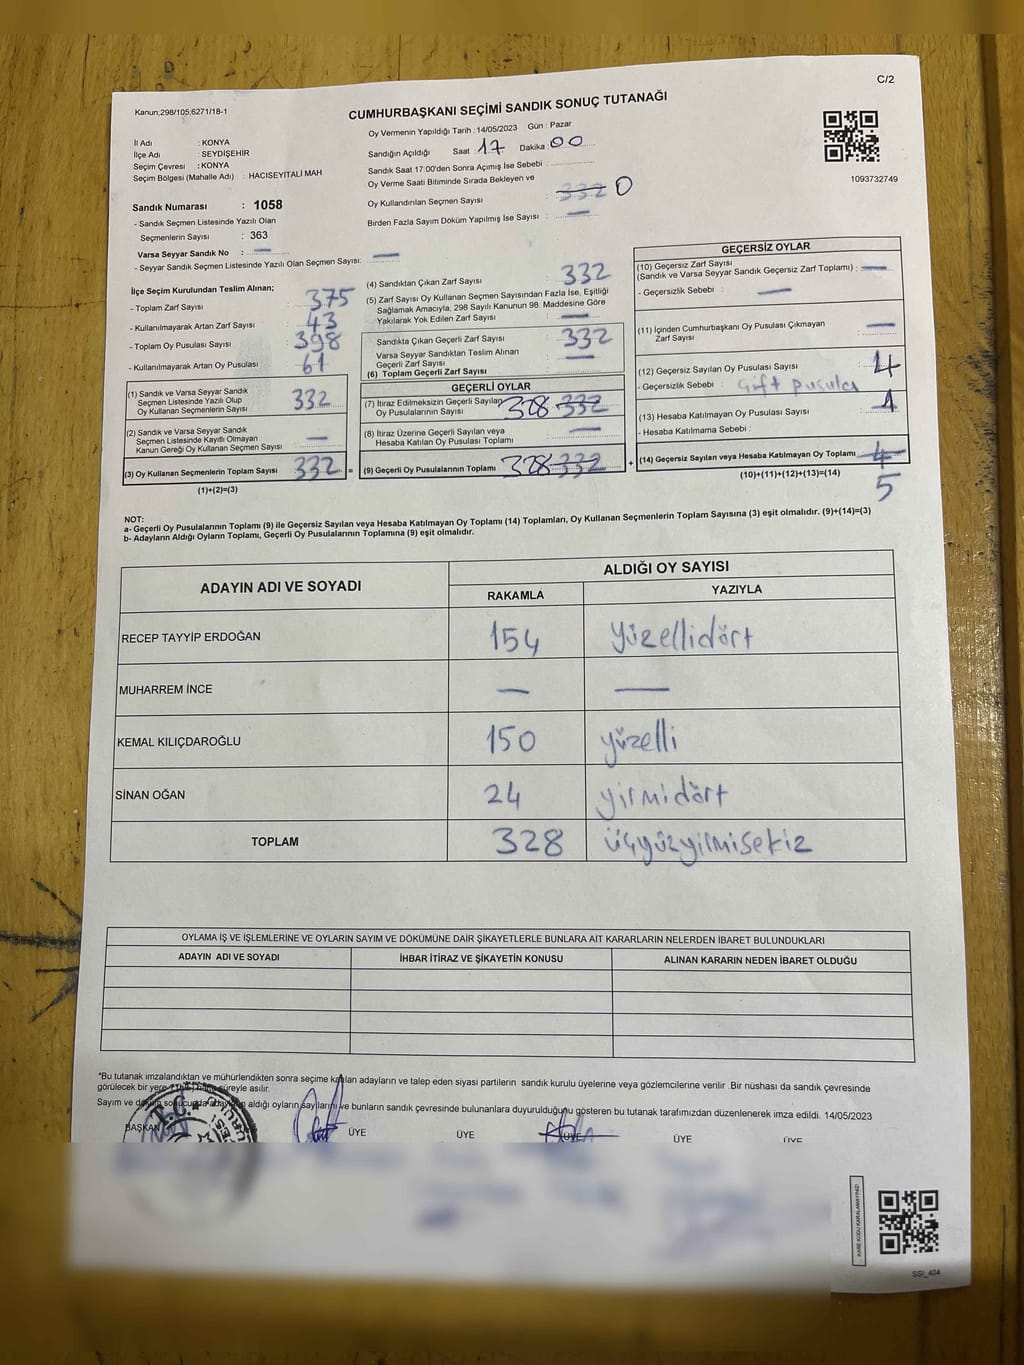 C/2
Kanun;298/105;6271/18-1
CUMHURBAŞKANI SEÇİMİ SANDIK SONUÇ TUTANAĞI
İl Adı : KONYA
İlçe Adı : SEYDİŞEHİR
Seçim Çevresi : KONYA
Seçim Bölgesi (Mahalle Adı) : HACISEYİTALİ MAH
Oy Vermenin Yapıldığı Tarih : 14/05/2023 Gün : Pazar
Sandığın Açıldığı Saat : 17 Dakika : 00
Sandık Saat 17:00'den Sonra Açımış İse Sebebi :
Oy Verme Saati Bitiminde Sırada Bekleyen ve
Oy Kullandırılan Seçmen Sayısı : 332 0
Birden Fazla Sayım Döküm Yapılmış İse Sayısı : —
1093732749
Sandık Numarası : 1058
- Sandık Seçmen Listesinde Yazılı Olan
Seçmenlerin Sayısı : 363
Varsa Seyyar Sandık No : —
- Seyyar Sandık Seçmen Listesinde Yazılı Olan Seçmen Sayısı: —
İlçe Seçim Kurulundan Teslim Alınan;
- Toplam Zarf Sayısı : 375
- Kullanılmayarak Artan Zarf Sayısı : 43
- Toplam Oy Pusulası Sayısı : 398
- Kullanılmayarak Artan Oy Pusulası : 61
(1) Sandık ve Varsa Seyyar Sandık
Seçmen Listesinde Yazılı Olup
Oy Kullanan Seçmenlerin Sayısı : 332
(2) Sandık ve Varsa Seyyar Sandık
Seçmen Listesinde Kayıtlı Olmayan
Kanun Gereği Oy Kullanan Seçmen Sayısı : —
(3) Oy Kullanan Seçmenlerin Toplam Sayısı : 332 =
(1)+(2)=(3)
(4) Sandıktan Çıkan Zarf Sayısı : 332
(5) Zarf Sayısı Oy Kullanan Seçmen Sayısından Fazla İse, Eşitliği
Sağlamak Amacıyla, 298 Sayılı Kanunun 98. Maddesine Göre
Yakılarak Yok Edilen Zarf Sayısı : —
Sandıkta Çıkan Geçerli Zarf Sayısı : 332
Varsa Seyyar Sandıktan Teslim Alınan
Geçerli Zarf Sayısı : —
(6) Toplam Geçerli Zarf Sayısı :
GEÇERLİ OYLAR
(7) İtiraz Edilmeksizin Geçerli Sayılan
Oy Pusulalarının Sayısı : 328 332
(8) İtiraz Üzerine Geçerli Sayılan veya
Hesaba Katılan Oy Pusulası Toplamı : —
(9) Geçerli Oy Pusulalarının Toplamı : 328 332 +
GEÇERSİZ OYLAR
(10) Geçersiz Zarf Sayısı
(Sandık ve Varsa Seyyar Sandık Geçersiz Zarf Toplamı) : —
- Geçersizlik Sebebi : —
(11) İçinden Cumhurbaşkanı Oy Pusulası Çıkmayan
Zarf Sayısı : —
(12) Geçersiz Sayılan Oy Pusulası Sayısı : 4
- Geçersizlik Sebebi : Çift pusula
(13) Hesaba Katılmayan Oy Pusulası Sayısı : 1
- Hesaba Katılmama Sebebi :
(14) Geçersiz Sayılan veya Hesaba Katılmayan Oy Toplamı : 4
(10)+(11)+(12)+(13)=(14)
5
NOT:
a- Geçerli Oy Pusulalarının Toplamı (9) ile Geçersiz Sayılan veya Hesaba Katılmayan Oy Toplamı (14) Toplamları, Oy Kullanan Seçmenlerin Toplam Sayısına (3) eşit olmalıdır. (9)+(14)=(3)
b- Adayların Aldığı Oyların Toplamı, Geçerli Oy Pusulalarının Toplamına (9) eşit olmalıdır.
ADAYIN ADI VE SOYADI
ALDIĞI OY SAYISI
RAKAMLA YAZIYLA
RECEP TAYYİP ERDOĞAN 154 yüzellidört
MUHARREM İNCE — —
KEMAL KILIÇDAROĞLU 150 yüzelli
SİNAN OĞAN 24 yirmidört
TOPLAM 328 üçyüzyirmisekiz
OYLAMA İŞ VE İŞLEMLERİNE VE OYLARIN SAYIM VE DÖKÜMÜNE DAİR ŞİKAYETLERLE BUNLARA AİT KARARLARIN NELERDEN İBARET BULUNDUKLARI
ADAYIN ADI VE SOYADI İHBAR İTİRAZ VE ŞİKAYETİN KONUSU ALINAN KARARIN NEDEN İBARET OLDUĞU
*Bu tutanak imzalandıktan ve mühürlendikten sonra seçime katılan adayların ve talep eden siyasi partilerin sandık kurulu üyelerine veya gözlemcilerine verilir .Bir nüshası da sandık çevresinde
görülecek bir yere süreyle asılır.
Sayım ve döküm sonucunda adayların aldığı oyların sayılarını ve bunların sandık çevresinde bulunanlara duyurulduğunu gösteren bu tutanak tarafımızdan düzenlenerek imza edildi. 14/05/2023
BAŞKAN ÜYE ÜYE ÜYE ÜYE ÜYE
T.C.
KARE KODU KARALAMAYINIZ!
SSI_404